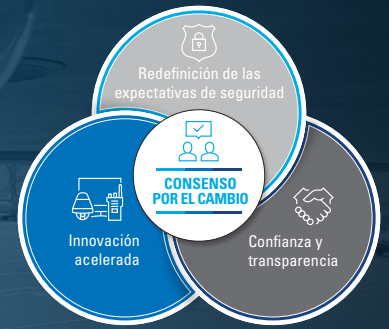 Redefinición de las
expectativas de seguridad
CONSENSO
POR EL CAMBIO
Innovación
acelerada
Confianza y
transparencia